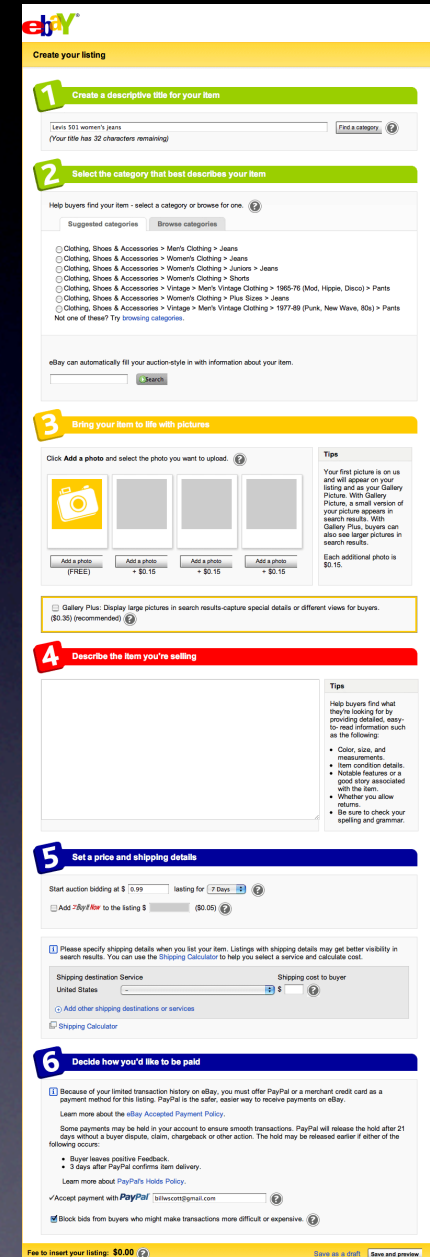 ebay®
Create your listing
1
Create a descriptive title for your item
Levis 501 women's jeans
Find a category
?
(Your title has 32 characters remaining)
2
Select the category that best describes your item
Help buyers find your item - select a category or browse for one. ?
Suggested categories
Browse categories
Clothing, Shoes & Accessories > Men's Clothing > Jeans
Clothing, Shoes & Accessories > Women's Clothing > Jeans
Clothing, Shoes & Accessories > Women's Clothing > Juniors > Jeans
Clothing, Shoes & Accessories > Women's Clothing > Shorts
Clothing, Shoes & Accessories > Vintage > Men's Vintage Clothing > 1965-76 (Mod, Hippie, Disco) > Pants
Clothing, Shoes & Accessories > Women's Clothing > Plus Sizes > Jeans
Clothing, Shoes & Accessories > Vintage > Men's Vintage Clothing > 1977-89 (Punk, New Wave, 80s) > Pants
Not one of these? Try browsing categories.
eBay can automatically fill your auction-style in with information about your item.
Search
3
Bring your item to life with pictures
Click Add a photo and select the photo you want to upload. ?
Add a photo
(FREE)
Add a photo
+ $0.15
Add a photo
+ $0.15
Add a photo
+ $0.15
Tips
Your first picture is on us
and will appear on your
listing and as your Gallery
Picture. With Gallery
Picture, a small version of
your picture appears in
search results. With
Gallery Plus, buyers can
also see larger pictures in
search results.
Each additional photo is
$0.15.
Gallery Plus: Display large pictures in search results-capture special details or different views for buyers.
($0.35) (recommended) ?
4
Describe the item you're selling
Tips
Help buyers find what
they're looking for by
providing detailed, easy-
to- read information such
as the following:
• Color, size, and
measurements.
• Item condition details.
• Notable features or a
good story associated
with the item.
• Whether you allow
returns.
• Be sure to check your
spelling and grammar.
5
Set a price and shipping details
Start auction bidding at $ 0.99 lasting for 7 Days ?
Add Buy It Now to the listing $ ($0.05) ?
i Please specify shipping details when you list your item. Listings with shipping details may get better visibility in
search results. You can use the Shipping Calculator to help you select a service and calculate cost.
Shipping destination Service Shipping cost to buyer
United States - $ ?
Add other shipping destinations or services
Shipping Calculator
6
Decide how you'd like to be paid
i Because of your limited transaction history on eBay, you must offer PayPal or a merchant credit card as a
payment method for this listing. PayPal is the safer, easier way to receive payments on eBay.
Learn more about the eBay Accepted Payment Policy.
Some payments may be held in your account to ensure smooth transactions. PayPal will release the hold after 21
days without a buyer dispute, claim, chargeback or other action. The hold may be released earlier if either of the
following occurs:
• Buyer leaves positive Feedback.
• 3 days after PayPal confirms item delivery.
Learn more about PayPal's Holds Policy.
✓Accept payment with PayPal billwscott@gmail.com ?
Block bids from buyers who might make transactions more difficult or expensive. ?
Fee to insert your listing: $0.00 ?
Save as a draft
Save and preview